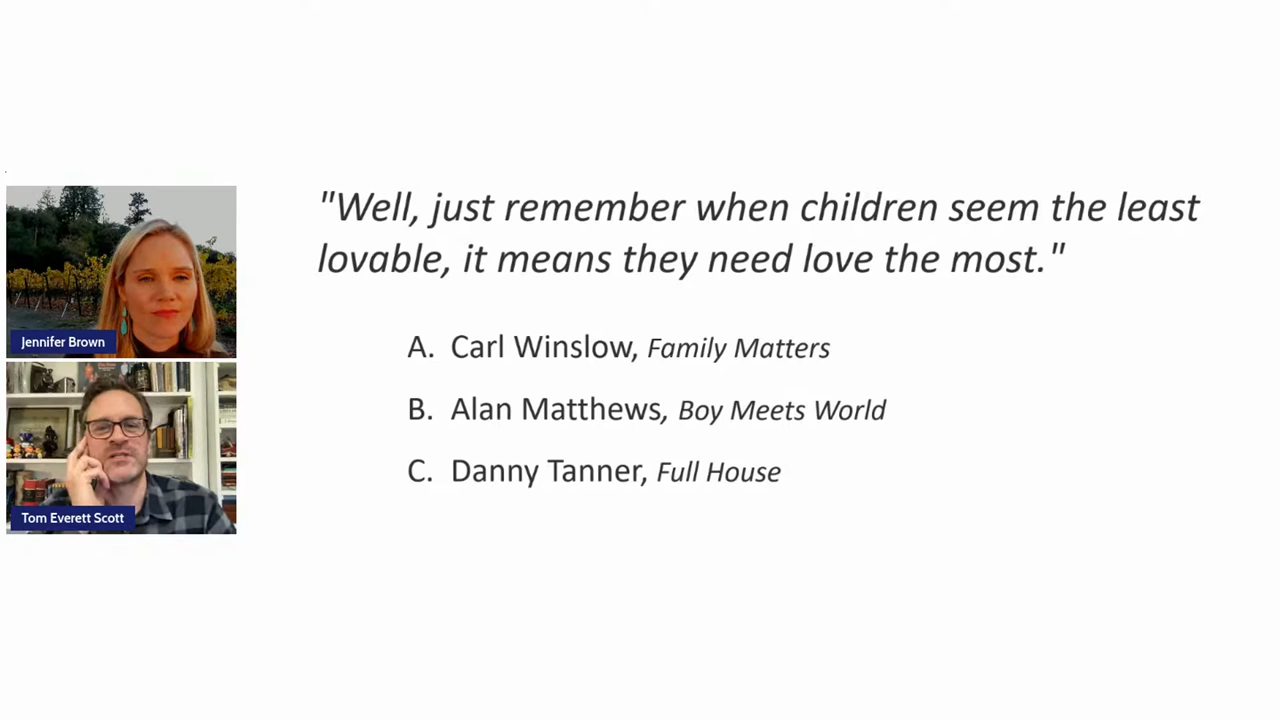 "Well, just remember when children seem the least
lovable, it means they need love the most."
A. Carl Winslow, Family Matters
B. Alan Matthews, Boy Meets World
C. Danny Tanner, Full House
Jennifer Brown
Tom Everett Scott